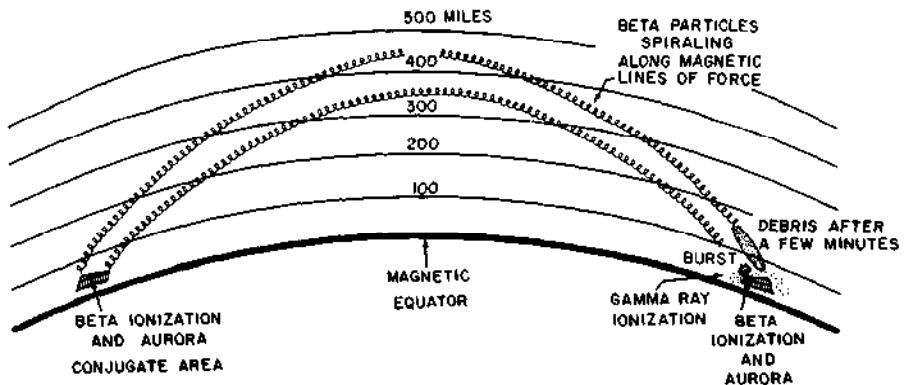 500 MILES
400
300
200
100
BETA PARTICLES
SPIRALING
ALONG MAGNETIC
LINES OF FORCE
DEBRIS AFTER
A FEW MINUTES
BURST
GAMMA RAY
IONIZATION
MAGNETIC
EQUATOR
BETA IONIZATION
AND AURORA
CONJUGATE AREA
BETA
IONIZATION
AND
AURORA